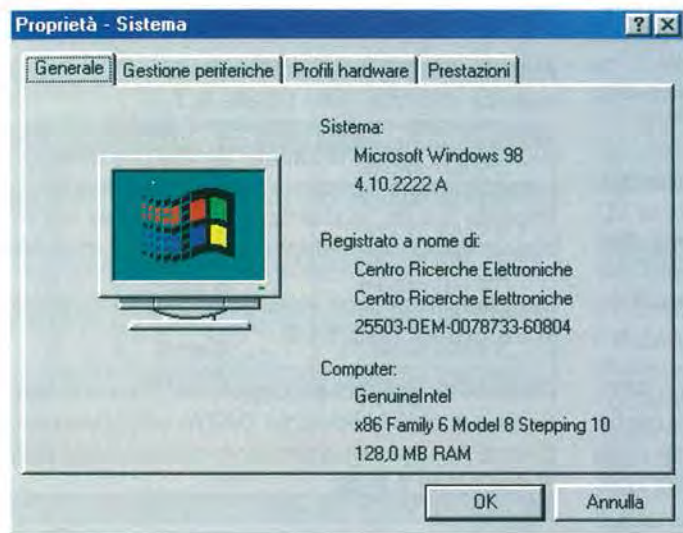 Proprietà - Sistema
Generale
Gestione periferiche
Profili hardware
Prestazioni
Sistema:
Microsoft Windows 98
4.10.2222 A
Registrato a nome di:
Centro Ricerche Elettroniche
Centro Ricerche Elettroniche
25503-OEM-0078733-60804
Computer:
GenuineIntel
x86 Family 6 Model 8 Stepping 10
128,0 MB RAM
OK
Annulla